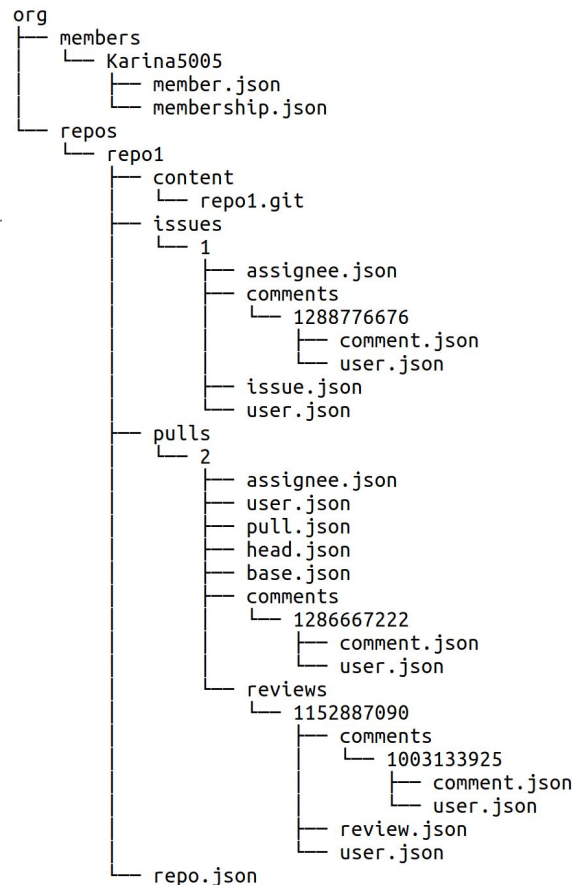 org
├── members
│   └── Karina5005
│       ├── member.json
│       └── membership.json
└── repos
    └── repo1
        ├── content
        │   └── repo1.git
        ├── issues
        │   └── 1
        │       ├── assignee.json
        │       ├── comments
        │       │   └── 1288776676
        │       │       ├── comment.json
        │       │       └── user.json
        │       ├── issue.json
        │       └── user.json
        ├── pulls
        │   └── 2
        │       ├── assignee.json
        │       ├── user.json
        │       ├── pull.json
        │       ├── head.json
        │       ├── base.json
        │       ├── comments
        │       │   └── 1286667222
        │       │       ├── comment.json
        │       │       └── user.json
        │       └── reviews
        │           └── 1152887090
        │               ├── comments
        │               │   └── 1003133925
        │               │       ├── comment.json
        │               │       └── user.json
        │               ├── review.json
        │               └── user.json
        └── repo.json